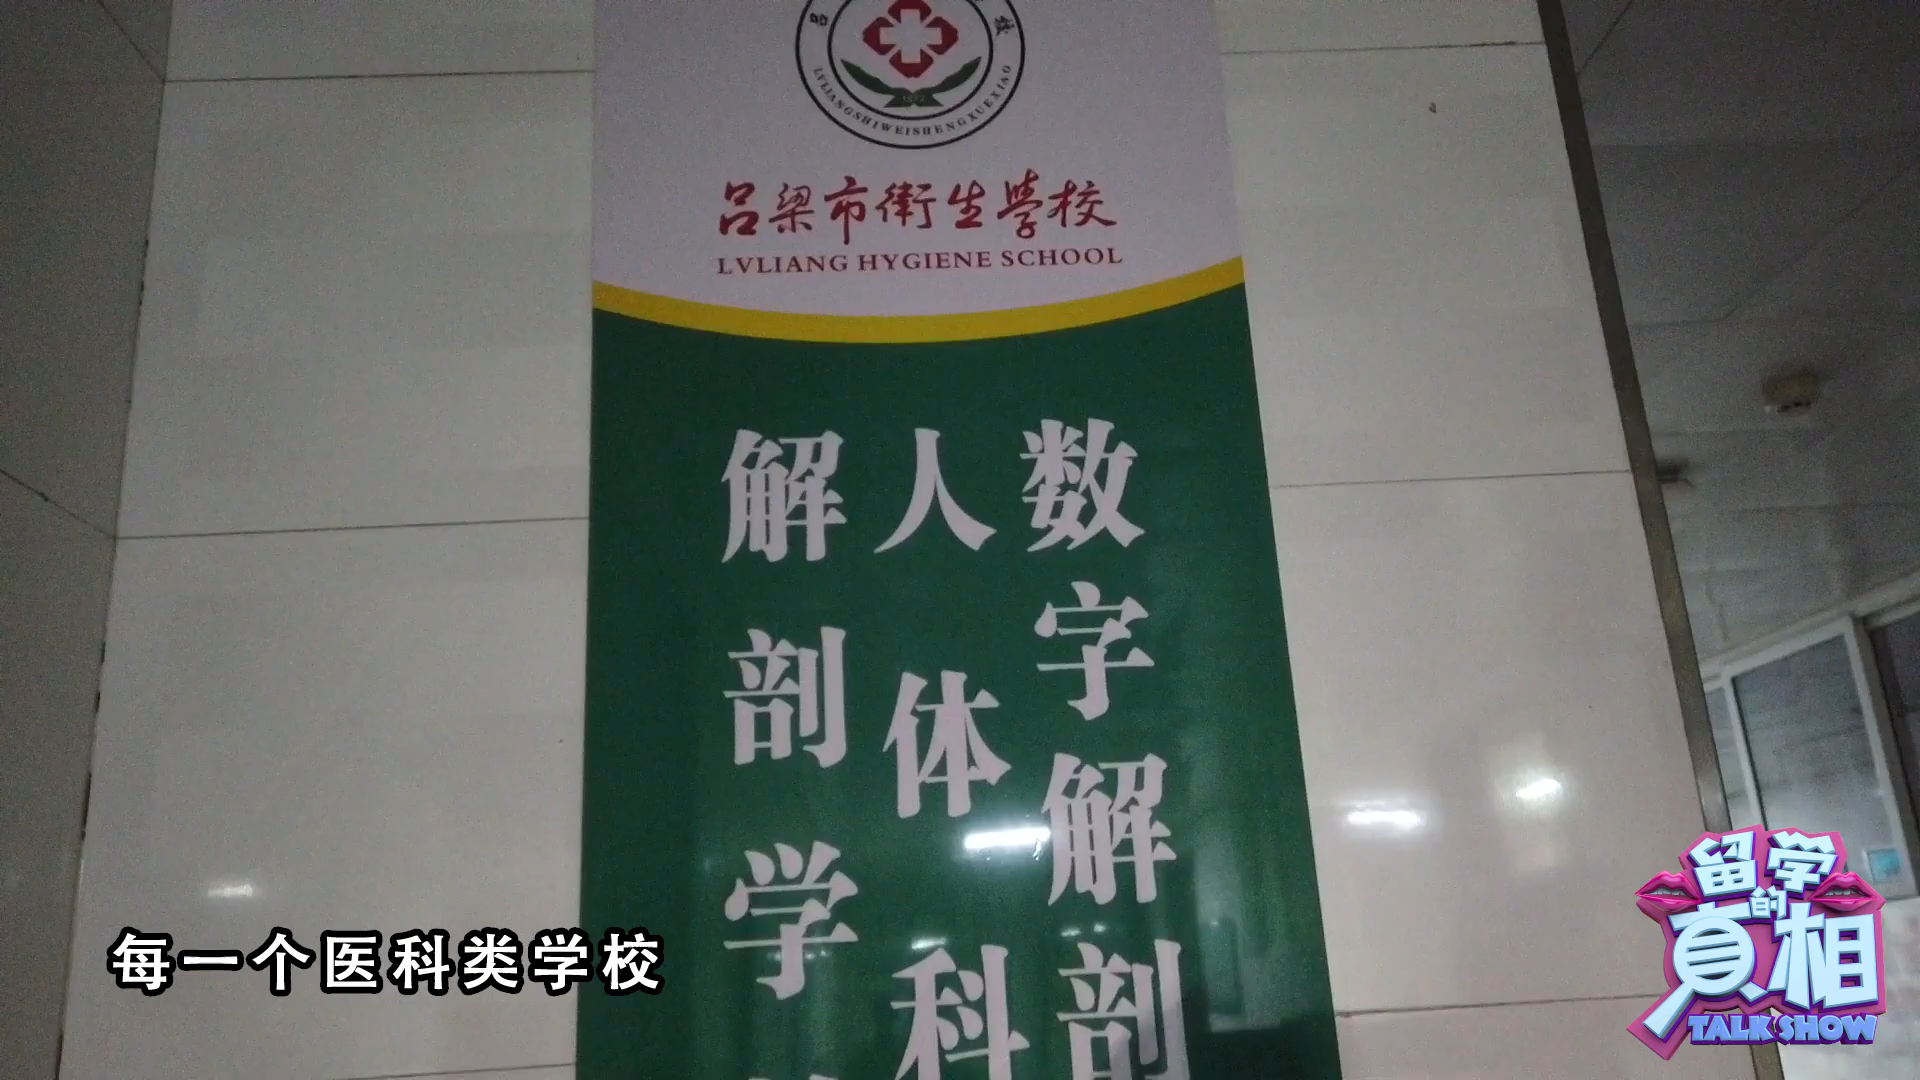 LVLIANGSHIWEISHENGXUEXIAO
吕梁市衛生學校
LVLIANG HYGIENE SCHOOL
数字解剖
人体科
解剖学
每一个医科类学校
留学的真相
TALK SHOW